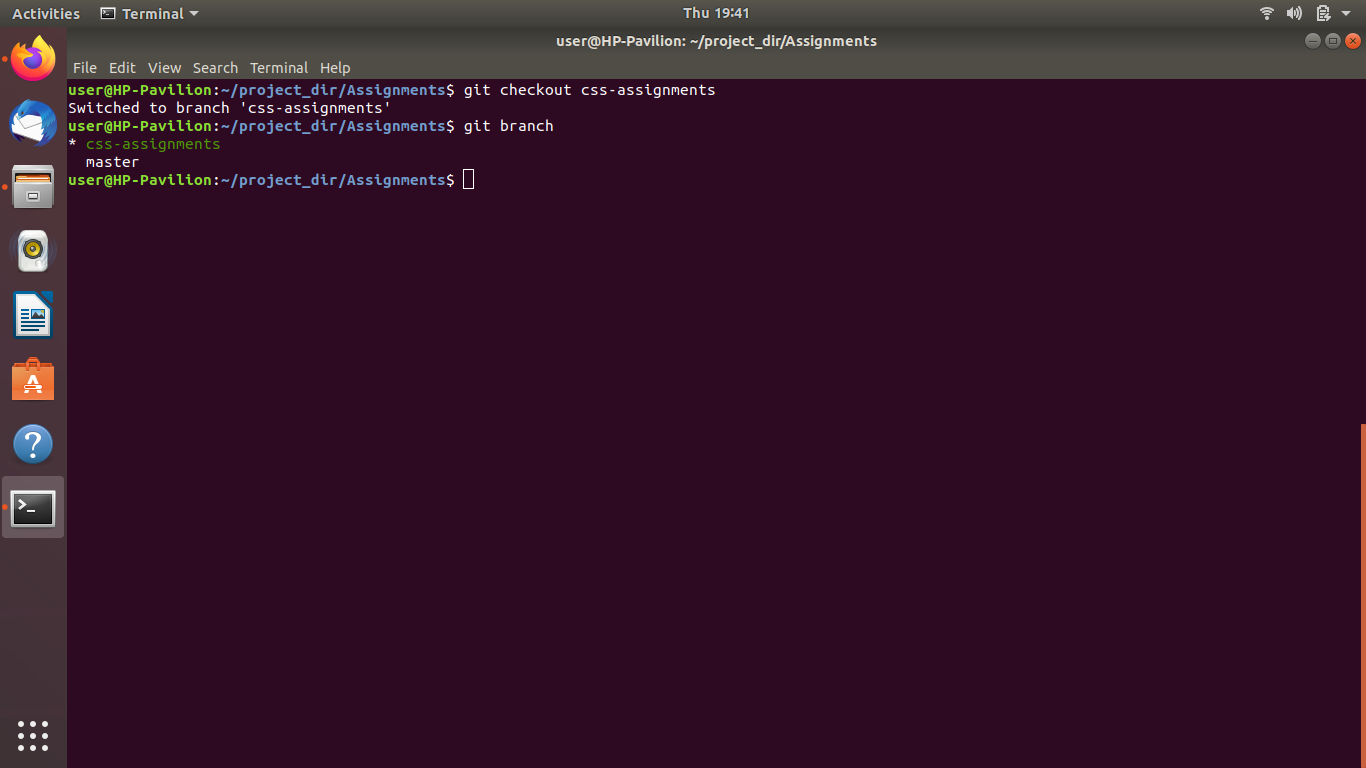 Activities Terminal Thu 19:41
user@HP-Pavilion: ~/project_dir/Assignments
File Edit View Search Terminal Help
user@HP-Pavilion:~/project_dir/Assignments$ git checkout css-assignments
Switched to branch 'css-assignments'
user@HP-Pavilion:~/project_dir/Assignments$ git branch
* css-assignments
  master
user@HP-Pavilion:~/project_dir/Assignments$